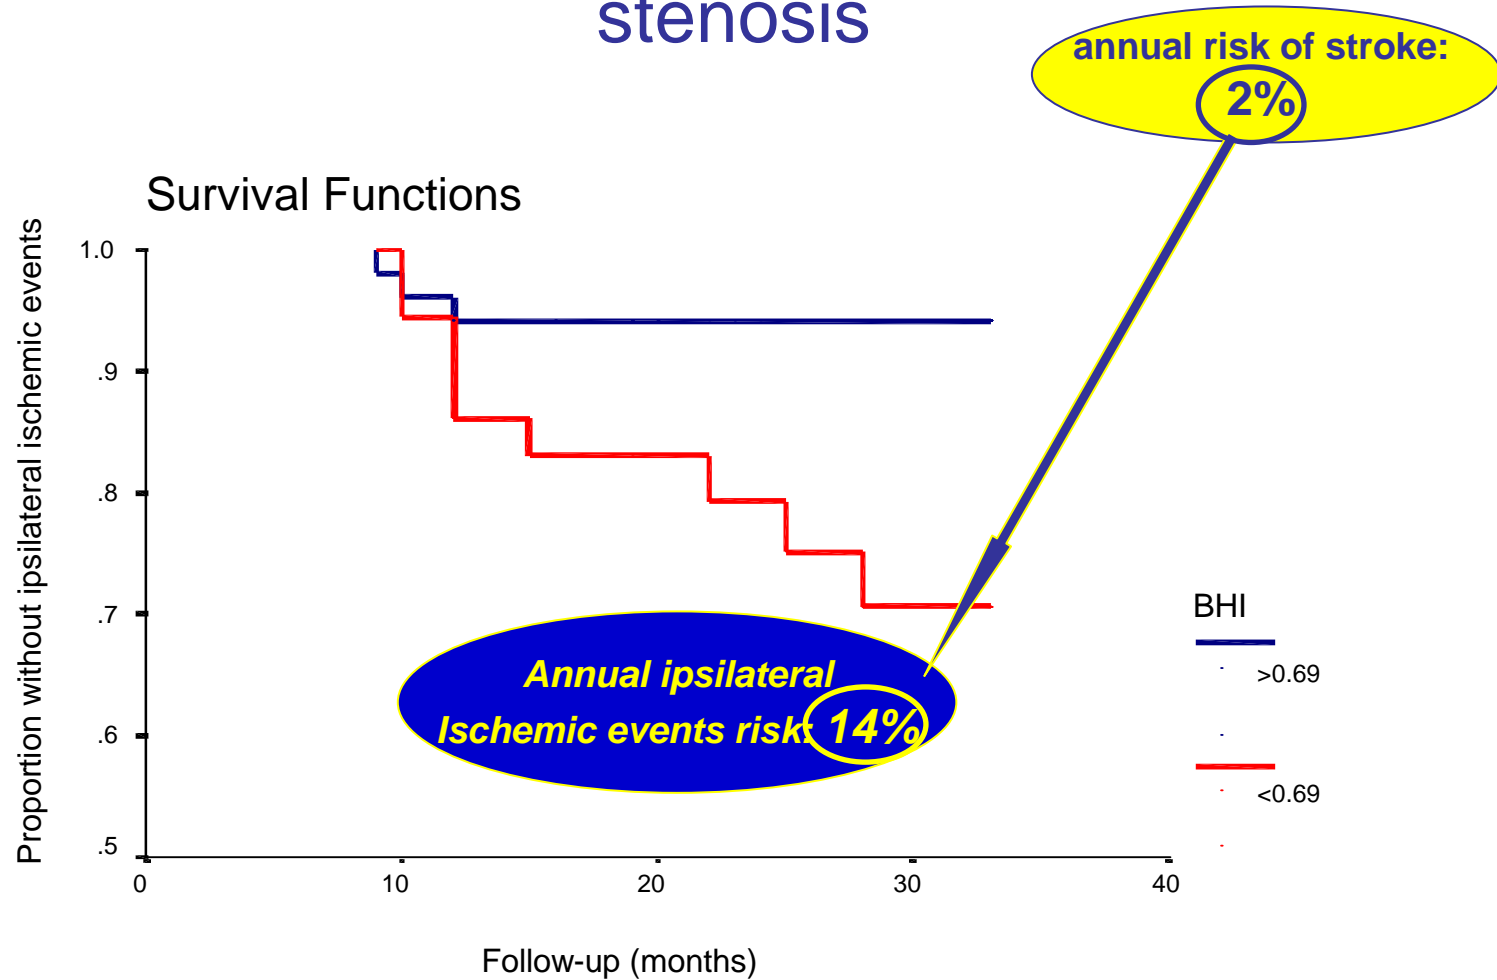 stenosis
annual risk of stroke:
2%
Survival Functions
Proportion without ipsilateral ischemic events
1.0
.9
.8
.7
.6
.5
0
10
20
30
40
Follow-up (months)
Annual ipsilateral
Ischemic events risk: 14%
BHI
>0.69
<0.69